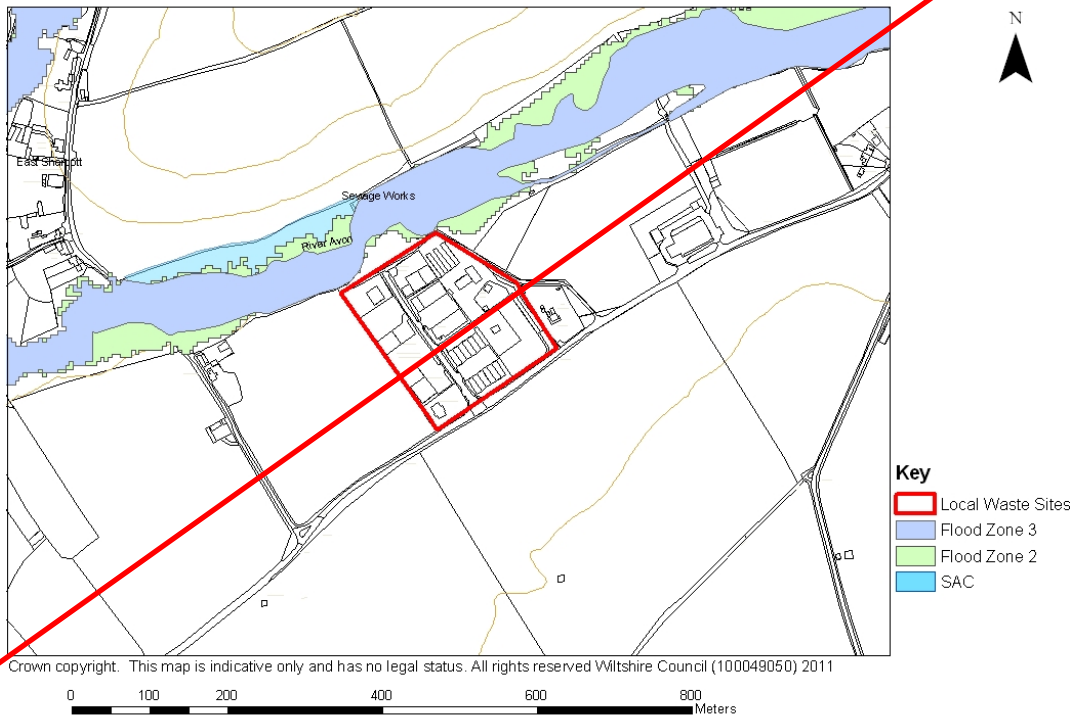 N
East Sharcott
Sewage Works
River Avon
Key
Local Waste Sites
Flood Zone 3
Flood Zone 2
SAC
Crown copyright. This map is indicative only and has no legal status. All rights reserved Wiltshire Council (100049050) 2011
0 100 200 400 600 800
Meters